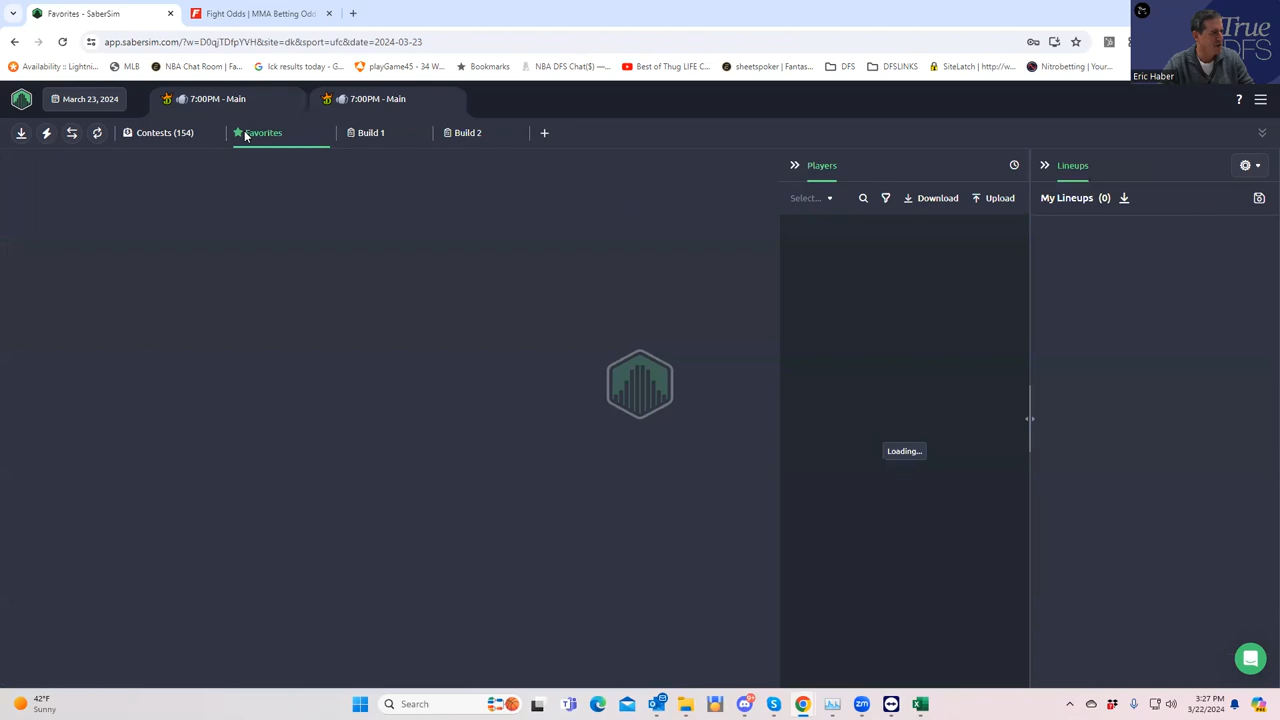 Favorites - SaberSim
Fight Odds | MMA Betting Odd
app.sabersim.com/?w=D0qjTDfpYVH&site=dk&sport=ufc&date=2024-03-23
Availability :: Lightni...
MLB
NBA Chat Room | Fa...
lck results today - G...
playGame45 - 34 W...
Bookmarks
NBA DFS Chat($) —...
Best of Thug LIFE C...
sheetspoker | Fantas...
DFS
DFSLINKS
SiteLatch | http://w...
Nitrobetting | Your...
True
DFS
Eric Haber
March 23, 2024
7:00PM - Main
7:00PM - Main
?
Contests (154)
Favorites
Build 1
Build 2
Players
Lineups
Select...
Download
Upload
My Lineups (0)
Loading...
42°F
Sunny
Search
3:27 PM
3/22/2024